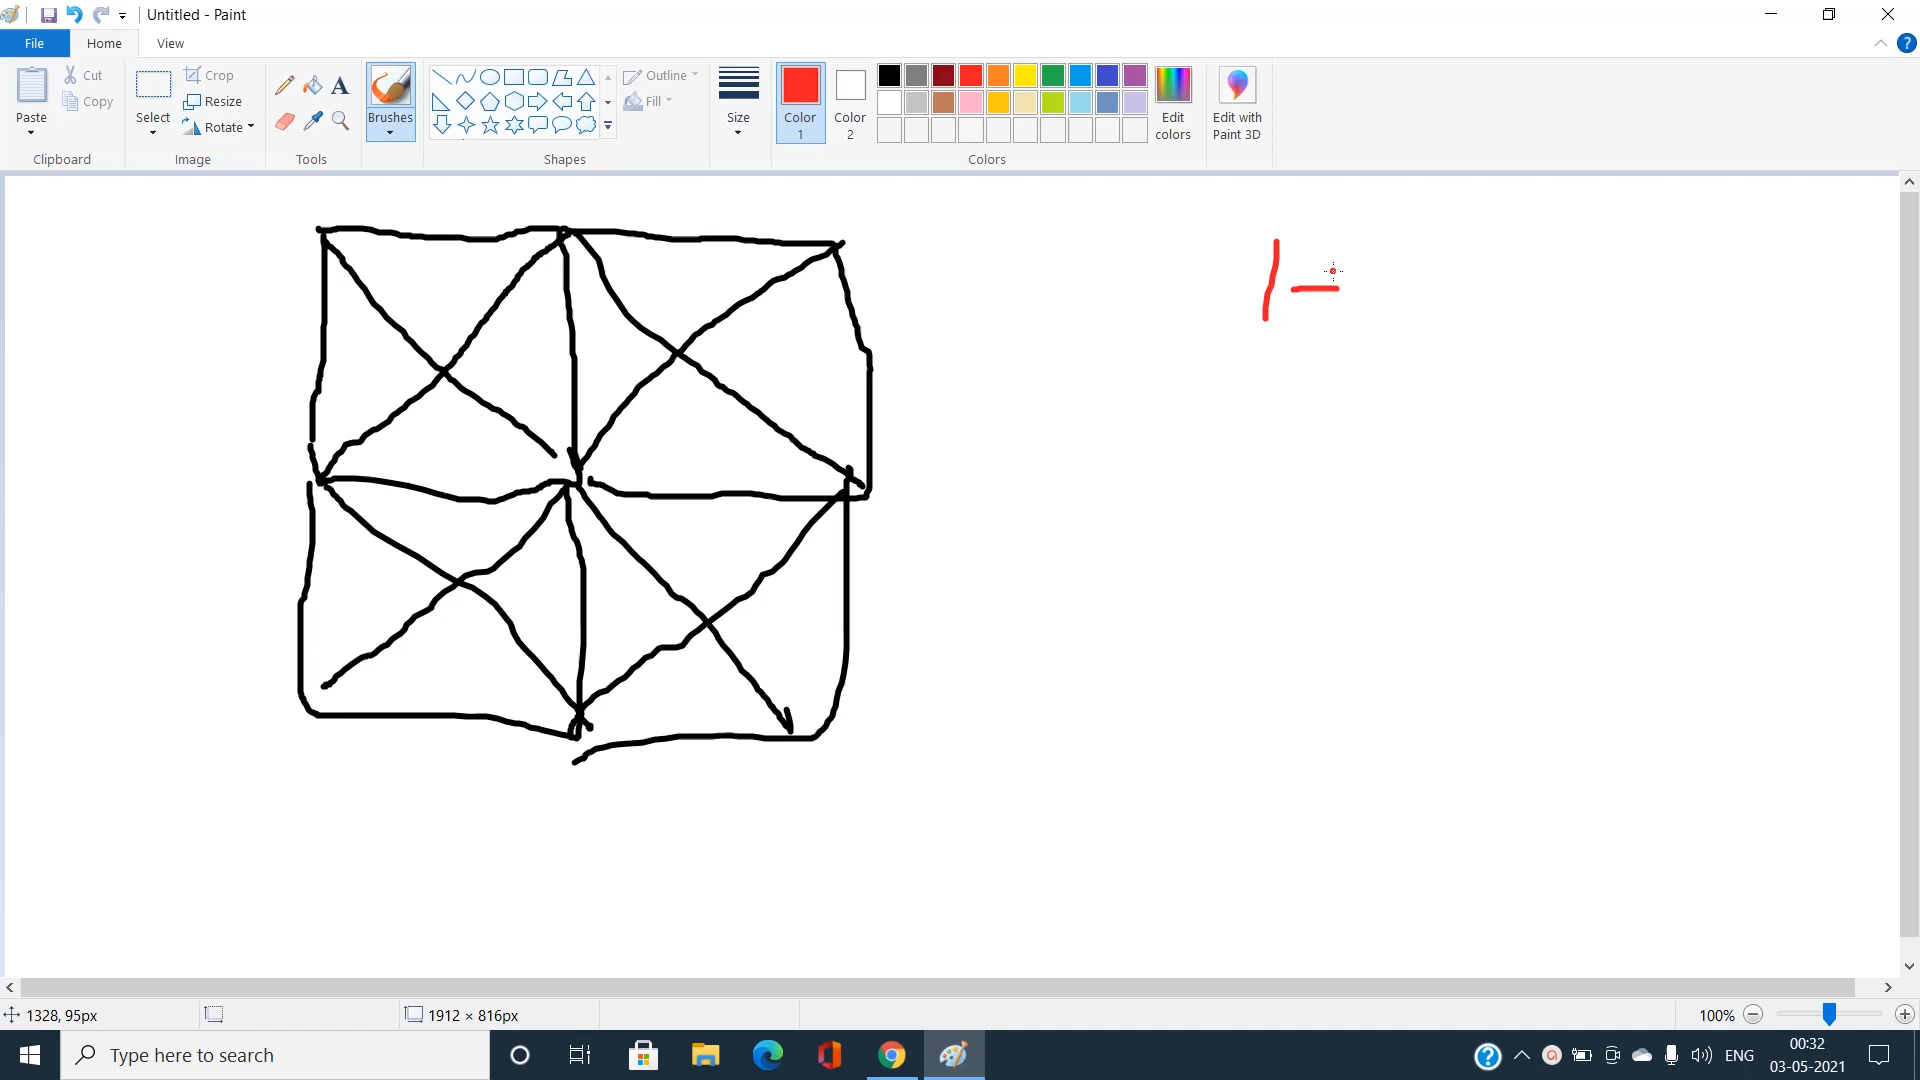 Untitled - Paint
File Home View
Paste Cut Copy Select Crop Resize Rotate Brushes Outline Fill Size Color 1 Color 2 Edit colors Edit with Paint 3D
Clipboard Image Tools Shapes Colors
1-
1328, 95px 1912 × 816px 100%
Type here to search ENG 00:32
03-05-2021